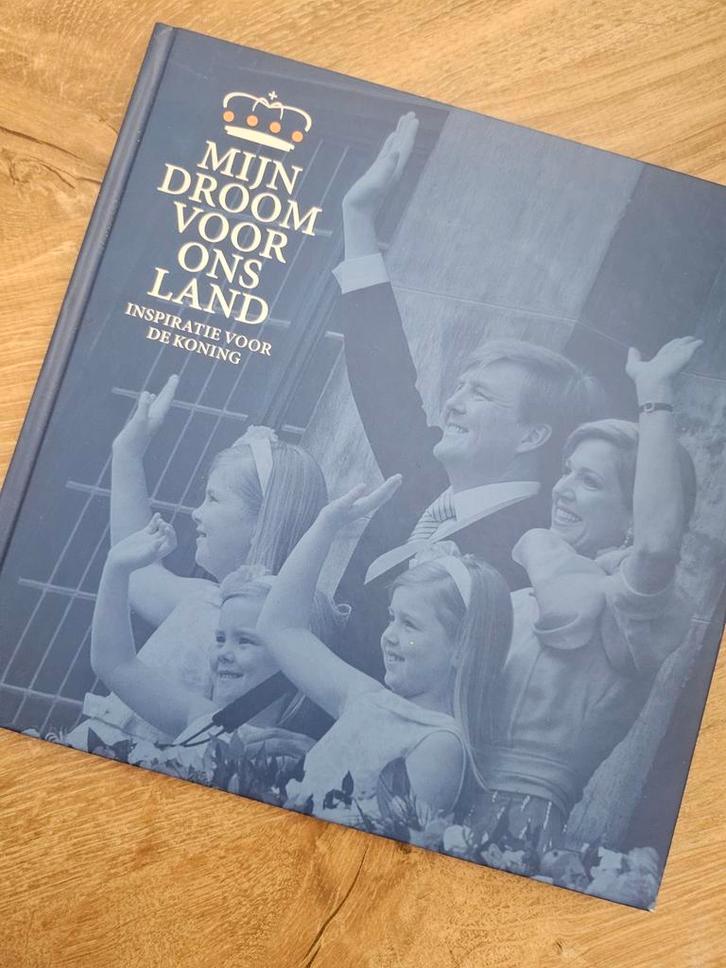 MIJN
DROOM
VOOR
ONS
LAND
INSPIRATIE VOOR
DE KONING